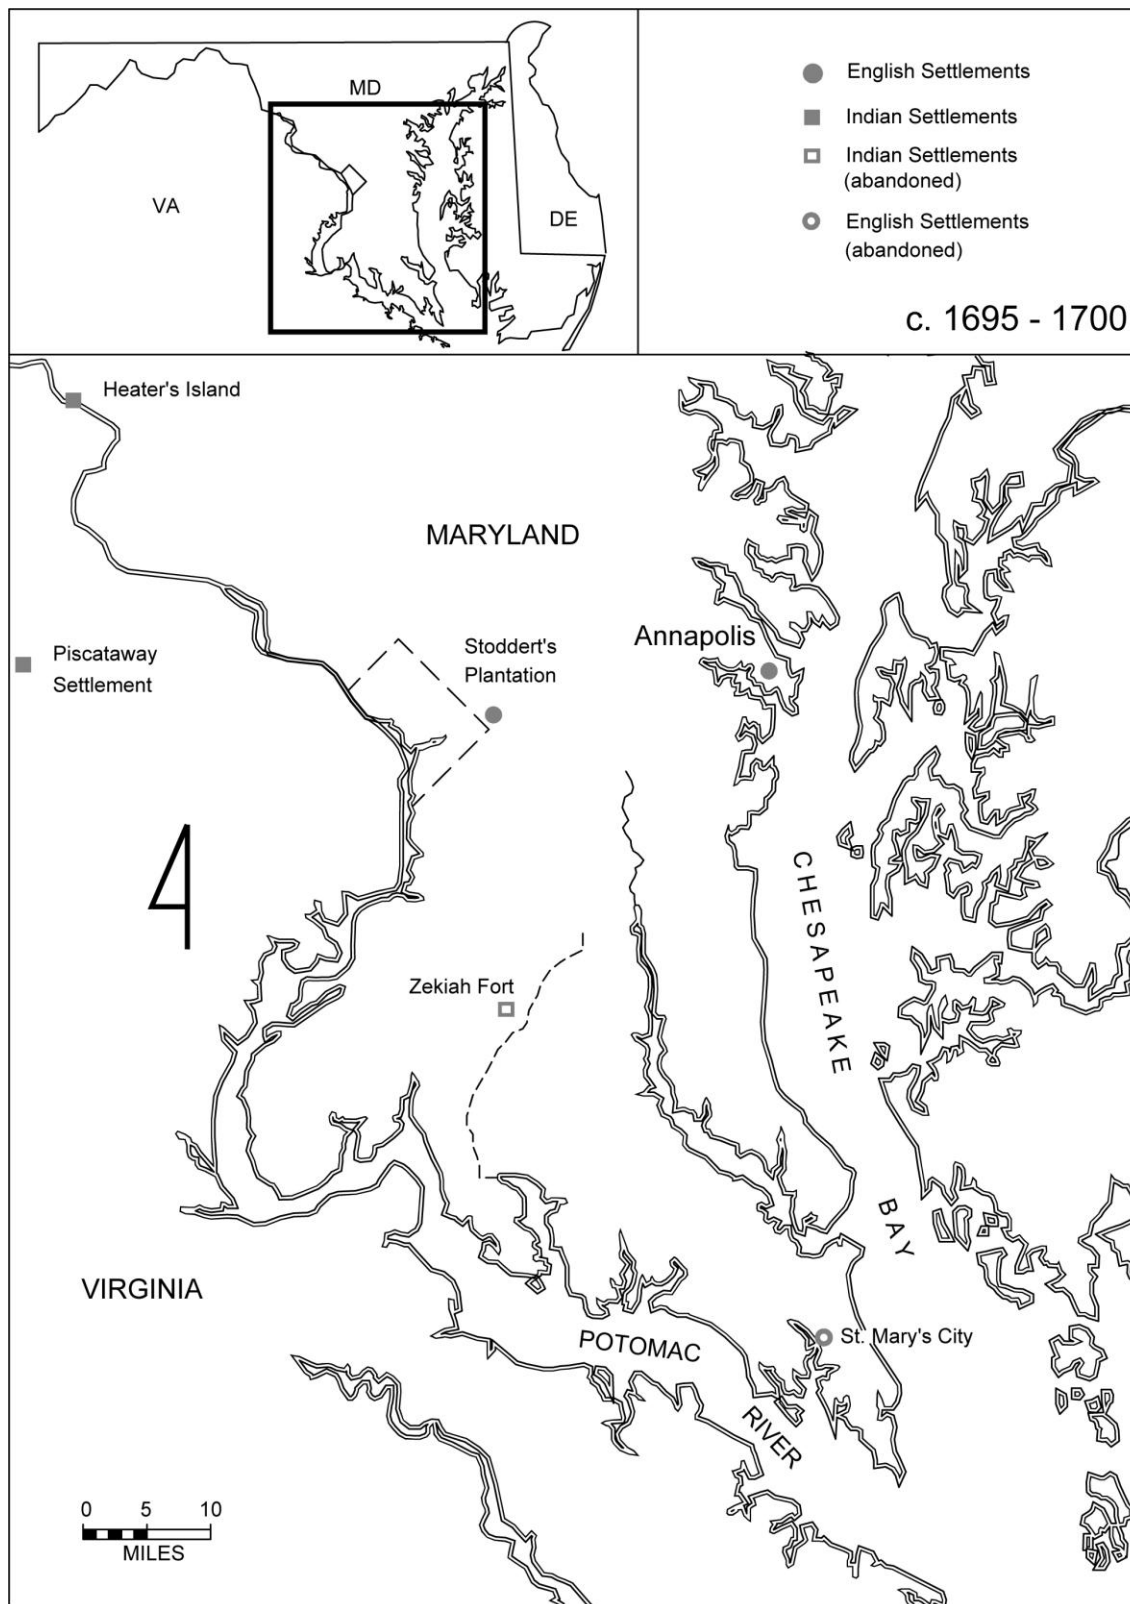 MD
VA
DE
English Settlements
Indian Settlements
Indian Settlements
(abandoned)
English Settlements
(abandoned)
c. 1695 - 1700
Heater's Island
MARYLAND
Annapolis
Stoddert's
Plantation
Piscataway
Settlement
CHESAPEAKE
BAY
Zekiah Fort
VIRGINIA
POTOMAC
RIVER
St. Mary's City
0 5 10
MILES